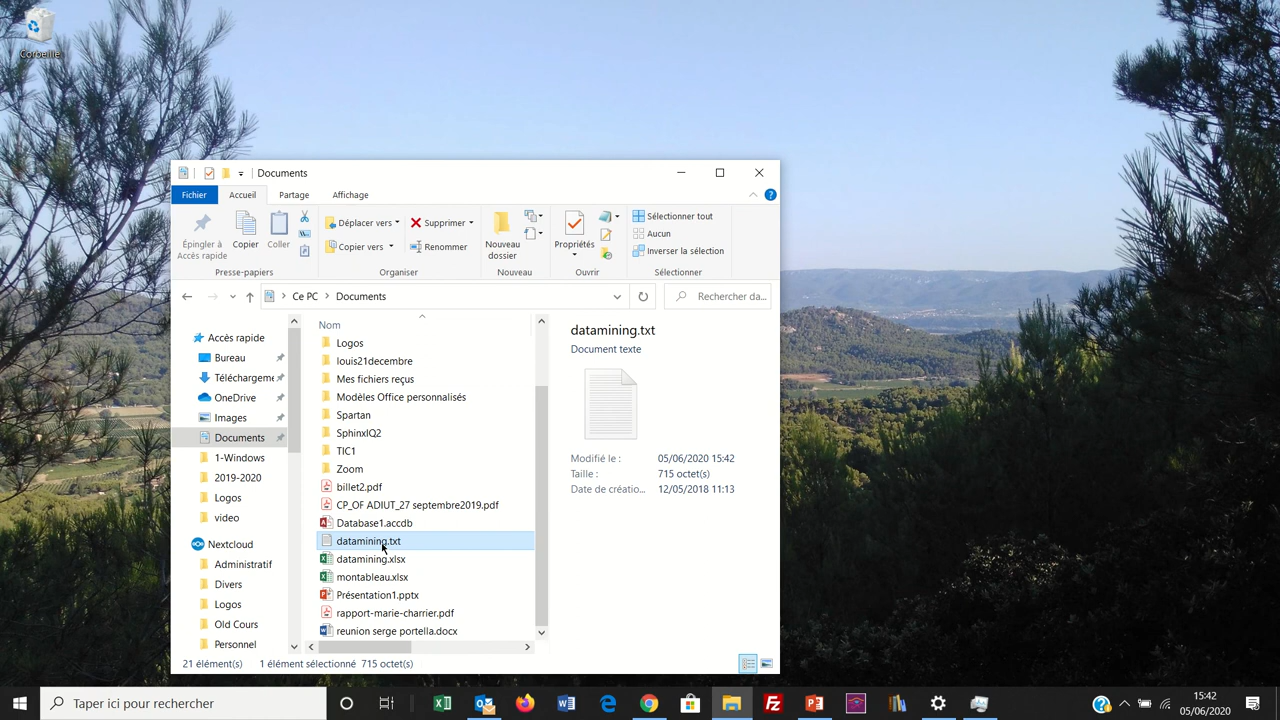 Corbeille
Documents
Fichier
Accueil
Partage
Affichage
Épingler à
Accès rapide
Copier
Coller
Presse-papiers
Déplacer vers
Copier vers
Supprimer
Renommer
Organiser
Nouveau
dossier
Nouveau
Propriétés
Ouvrir
Sélectionner tout
Aucun
Inverser la sélection
Sélectionner
Ce PC
Documents
Rechercher da...
Accès rapide
Bureau
Téléchargeme
OneDrive
Images
Documents
1-Windows
2019-2020
Logos
video
Nextcloud
Administratif
Divers
Logos
Old Cours
Personnel
Nom
Logos
louis21decembre
Mes fichiers reçus
Modèles Office personnalisés
Spartan
SphinxIQ2
TIC1
Zoom
billet2.pdf
CP_OF ADIUT_27 septembre2019.pdf
Database1.accdb
datamining.txt
datamining.xlsx
montableau.xlsx
Présentation1.pptx
rapport-marie-charrier.pdf
reunion serge portella.docx
datamining.txt
Document texte
Modifié le : 05/06/2020 15:42
Taille : 715 octet(s)
Date de créatio... 12/05/2018 11:13
21 élément(s) 1 élément sélectionné 715 octet(s)
Taper ici pour rechercher
15:42
05/06/2020